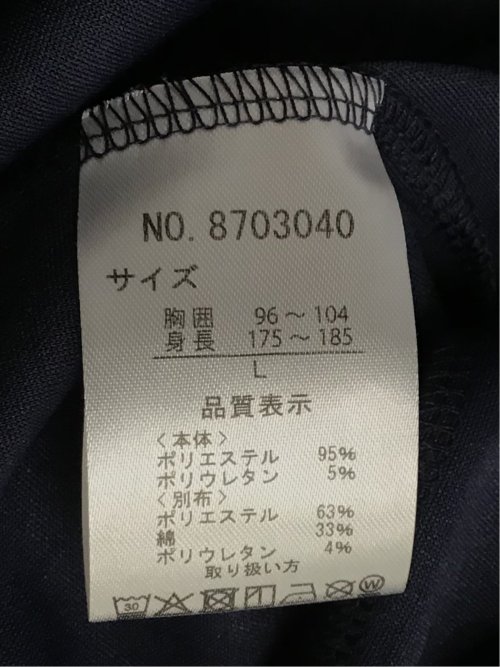 NO. 8703040
サイズ
胸囲 96～104
身長 175～185
L
品質表示
〈本体〉
ポリエステル 95%
ポリウレタン 5%
〈別布〉
ポリエステル 63%
綿 33%
ポリウレタン 4%
取り扱い方
30 W